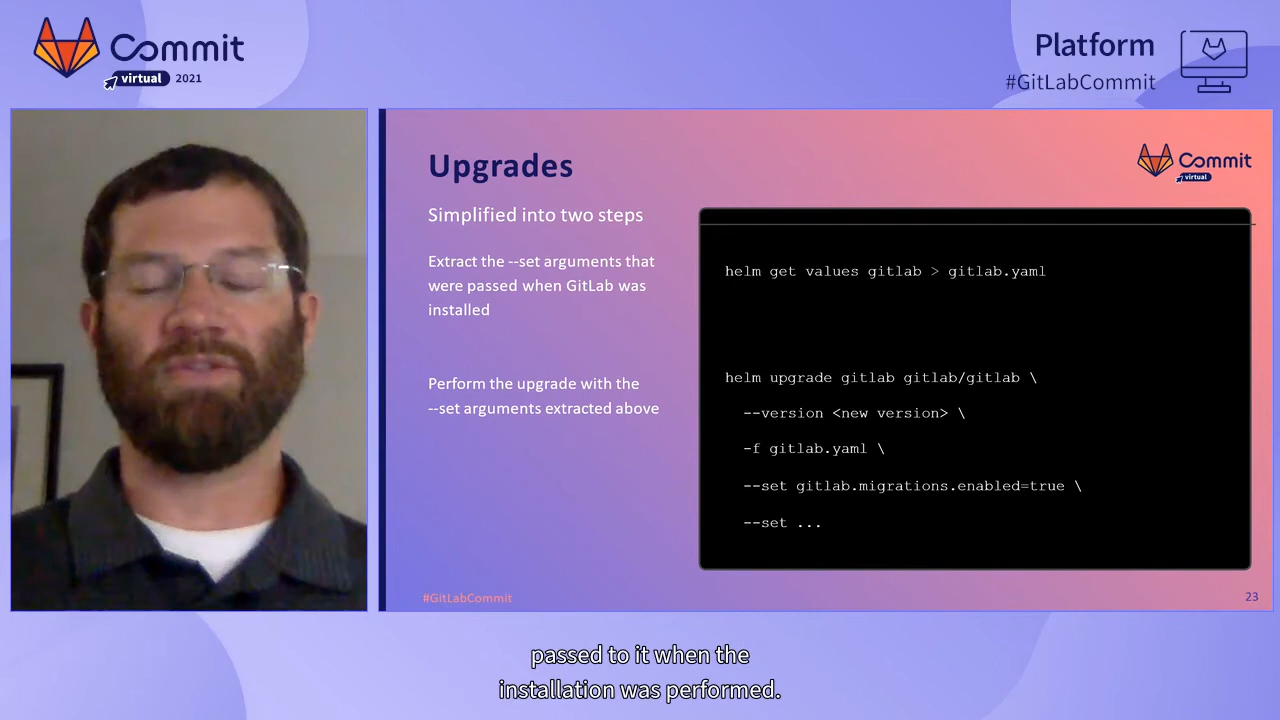 Commit
virtual 2021
Platform
#GitLabCommit
Upgrades
Commit
virtual
Simplified into two steps
Extract the --set arguments that
were passed when GitLab was
installed
Perform the upgrade with the
--set arguments extracted above
helm get values gitlab > gitlab.yaml
helm upgrade gitlab gitlab/gitlab \
--version <new version> \
-f gitlab.yaml \
--set gitlab.migrations.enabled=true \
--set ...
#GitLabCommit
23
passed to it when the
installation was performed.